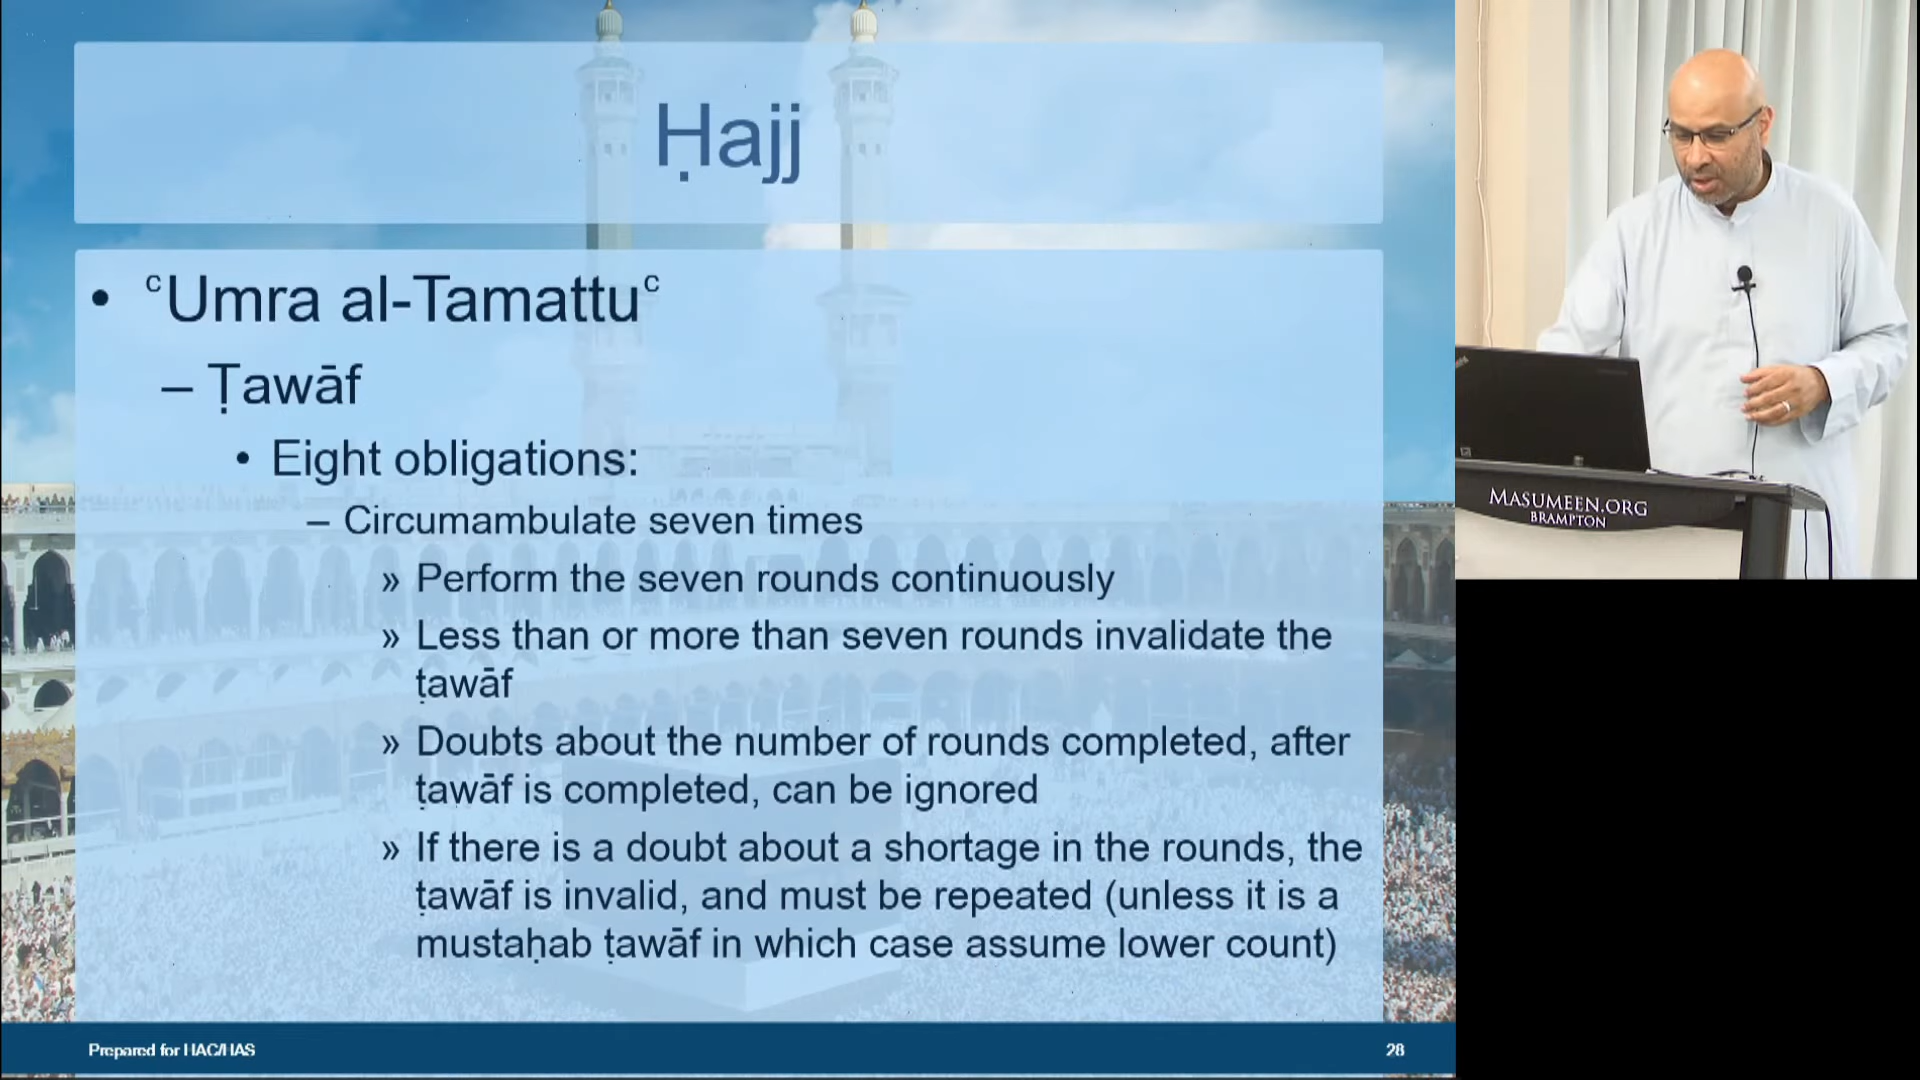 Ḥajj
• ᶜUmra al-Tamattuᶜ
– Ṭawāf
• Eight obligations:
– Circumambulate seven times
» Perform the seven rounds continuously
» Less than or more than seven rounds invalidate the
ṭawāf
» Doubts about the number of rounds completed, after
ṭawāf is completed, can be ignored
» If there is a doubt about a shortage in the rounds, the
ṭawāf is invalid, and must be repeated (unless it is a
mustaḥab ṭawāf in which case assume lower count)
Prepared for HAC/HAS
28
MASUMEEN.ORG
BRAMPTON